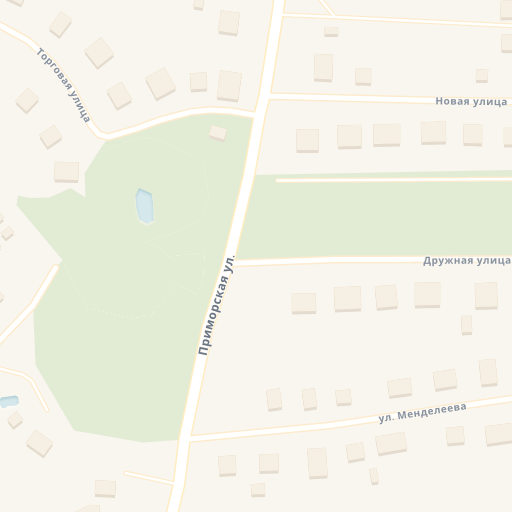 Торговая улица
Новая улица
Дружная улица
Приморская ул.
ул. Менделеева